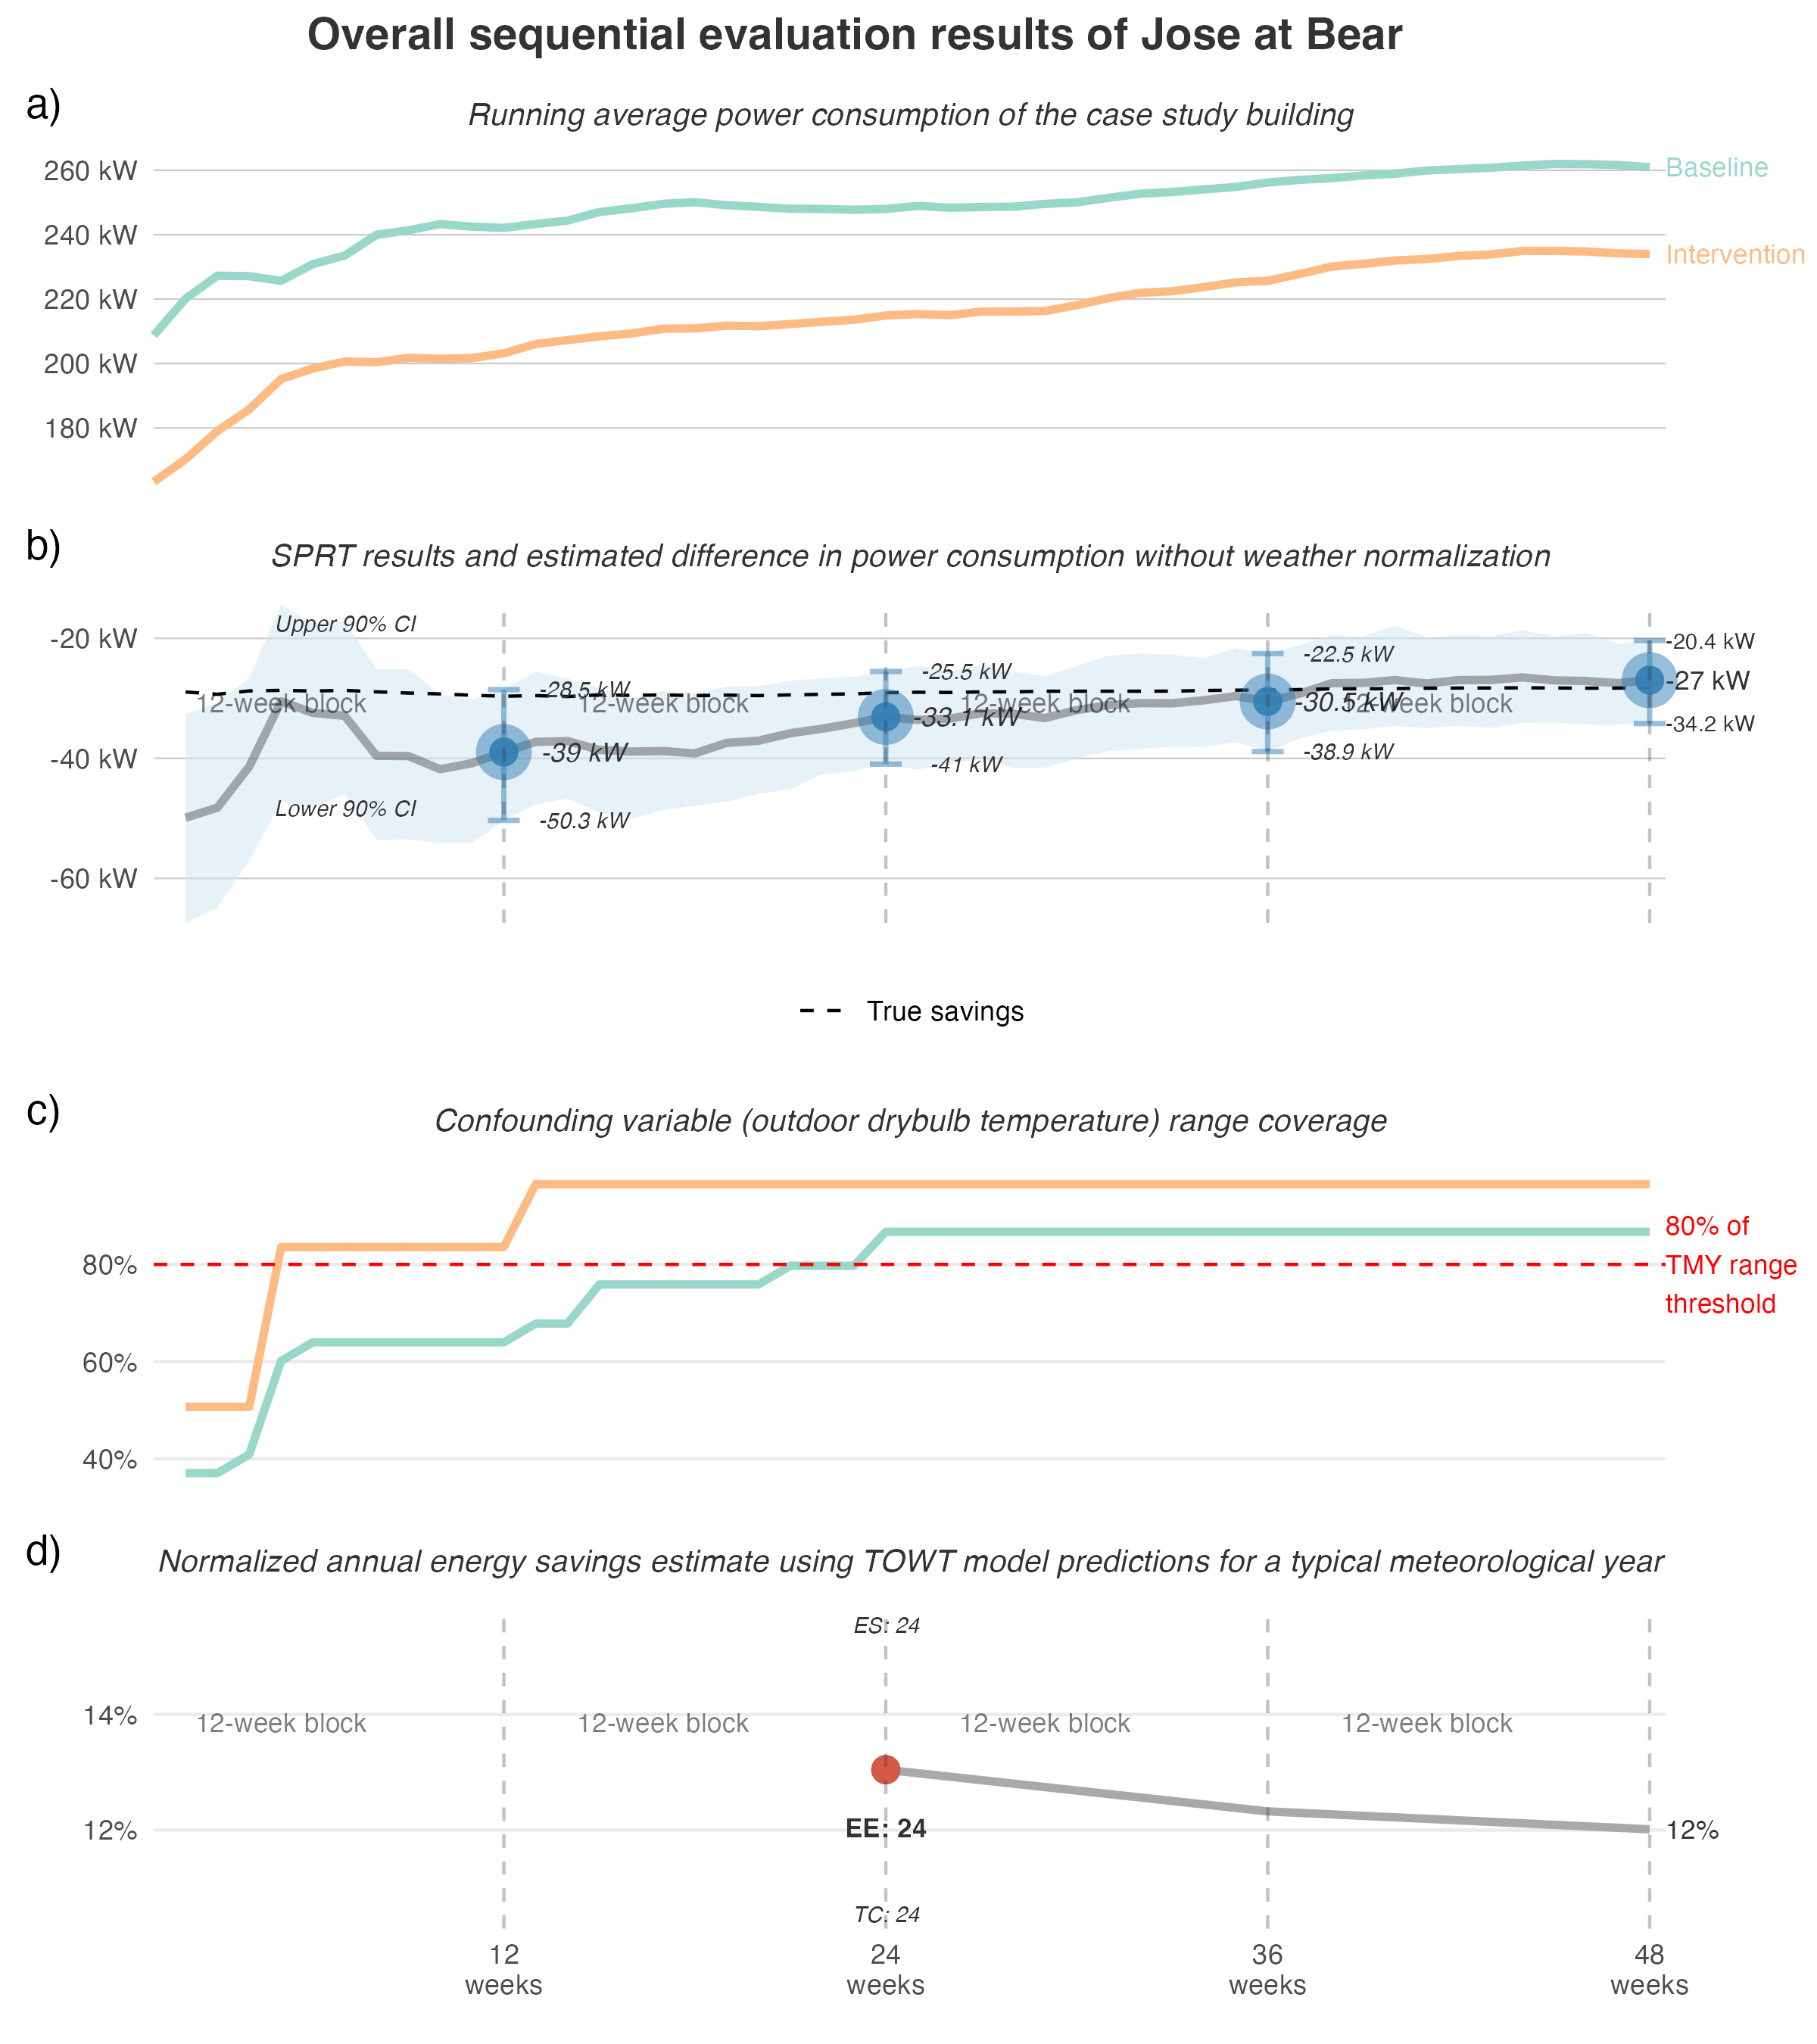 Overall sequential evaluation results of Jose at Bear
a)
Running average power consumption of the case study building
260 kW
240 kW
220 kW
200 kW
180 kW
Baseline
Intervention
b)
SPRT results and estimated difference in power consumption without weather normalization
-20 kW
-40 kW
-60 kW
Upper 90% CI
Lower 90% CI
12-week block
12-week block
12-week block
12-week block
-28.5 kW
-39 kW
-50.3 kW
-25.5 kW
-33.1 kW
-41 kW
-22.5 kW
-30.5 kW
-38.9 kW
-20.4 kW
-27 kW
-34.2 kW
True savings
c)
Confounding variable (outdoor drybulb temperature) range coverage
80%
60%
40%
80% of
TMY range
threshold
d)
Normalized annual energy savings estimate using TOWT model predictions for a typical meteorological year
ES: 24
14%
12-week block
12-week block
12-week block
12-week block
12%
EE: 24
12%
TC: 24
12
weeks
24
weeks
36
weeks
48
weeks